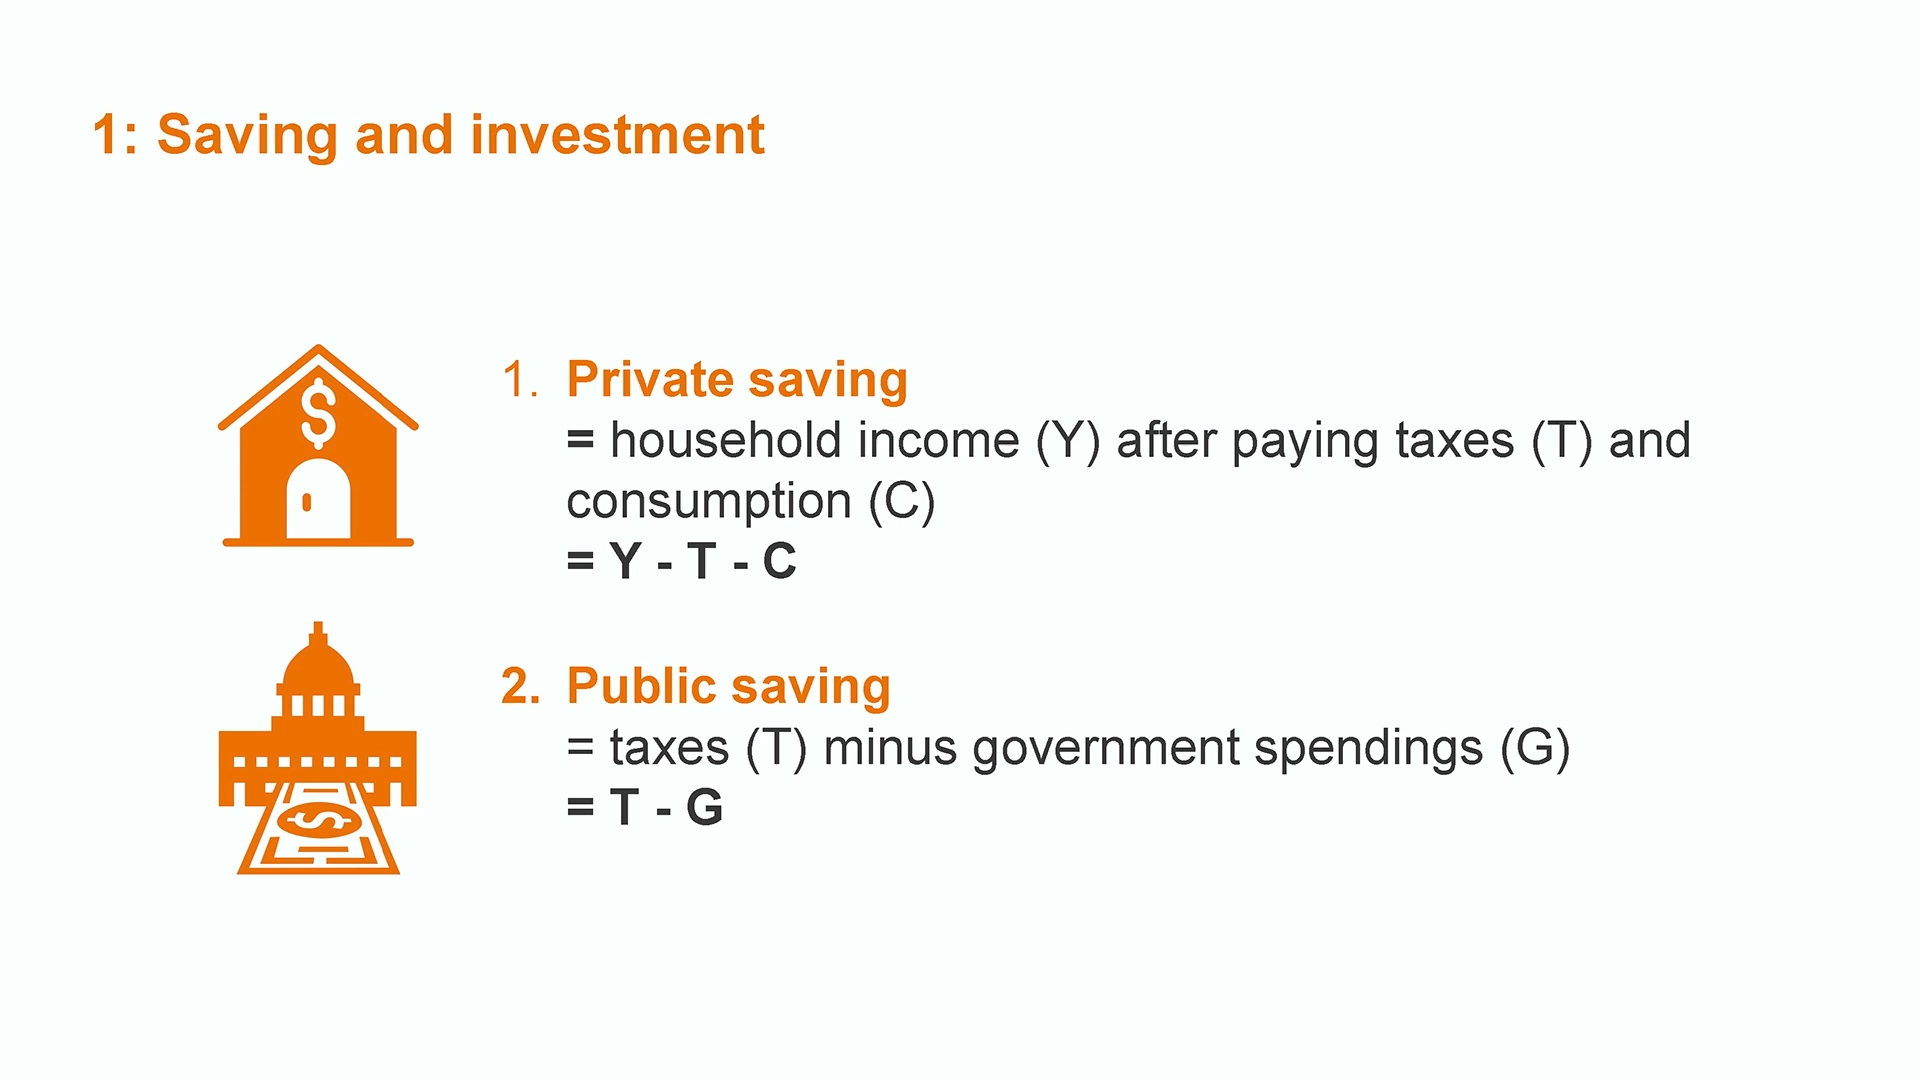 1: Saving and investment
$
1. Private saving
= household income (Y) after paying taxes (T) and
consumption (C)
= Y - T - C
2. Public saving
= taxes (T) minus government spendings (G)
= T - G
$